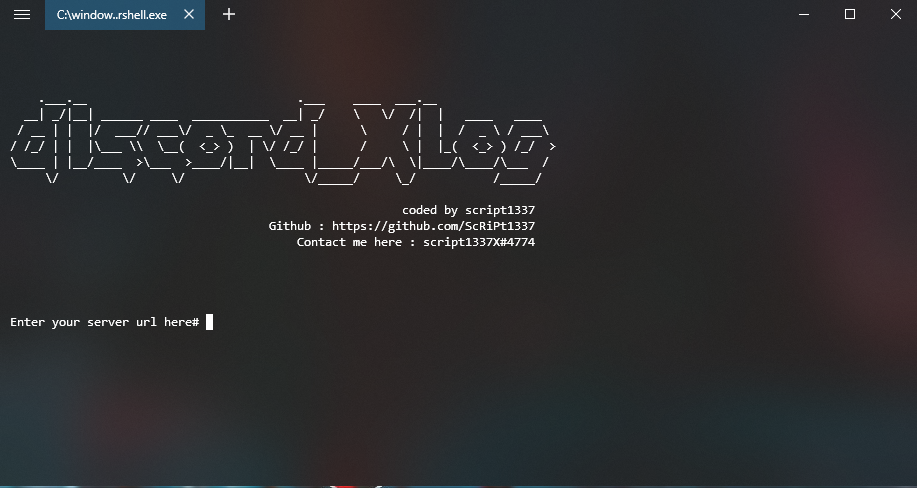 C:\window..rshell.exe
discord_Xlog
coded by script1337
Github : https://github.com/ScRiPt1337
Contact me here : script1337X#4774
Enter your server url here#